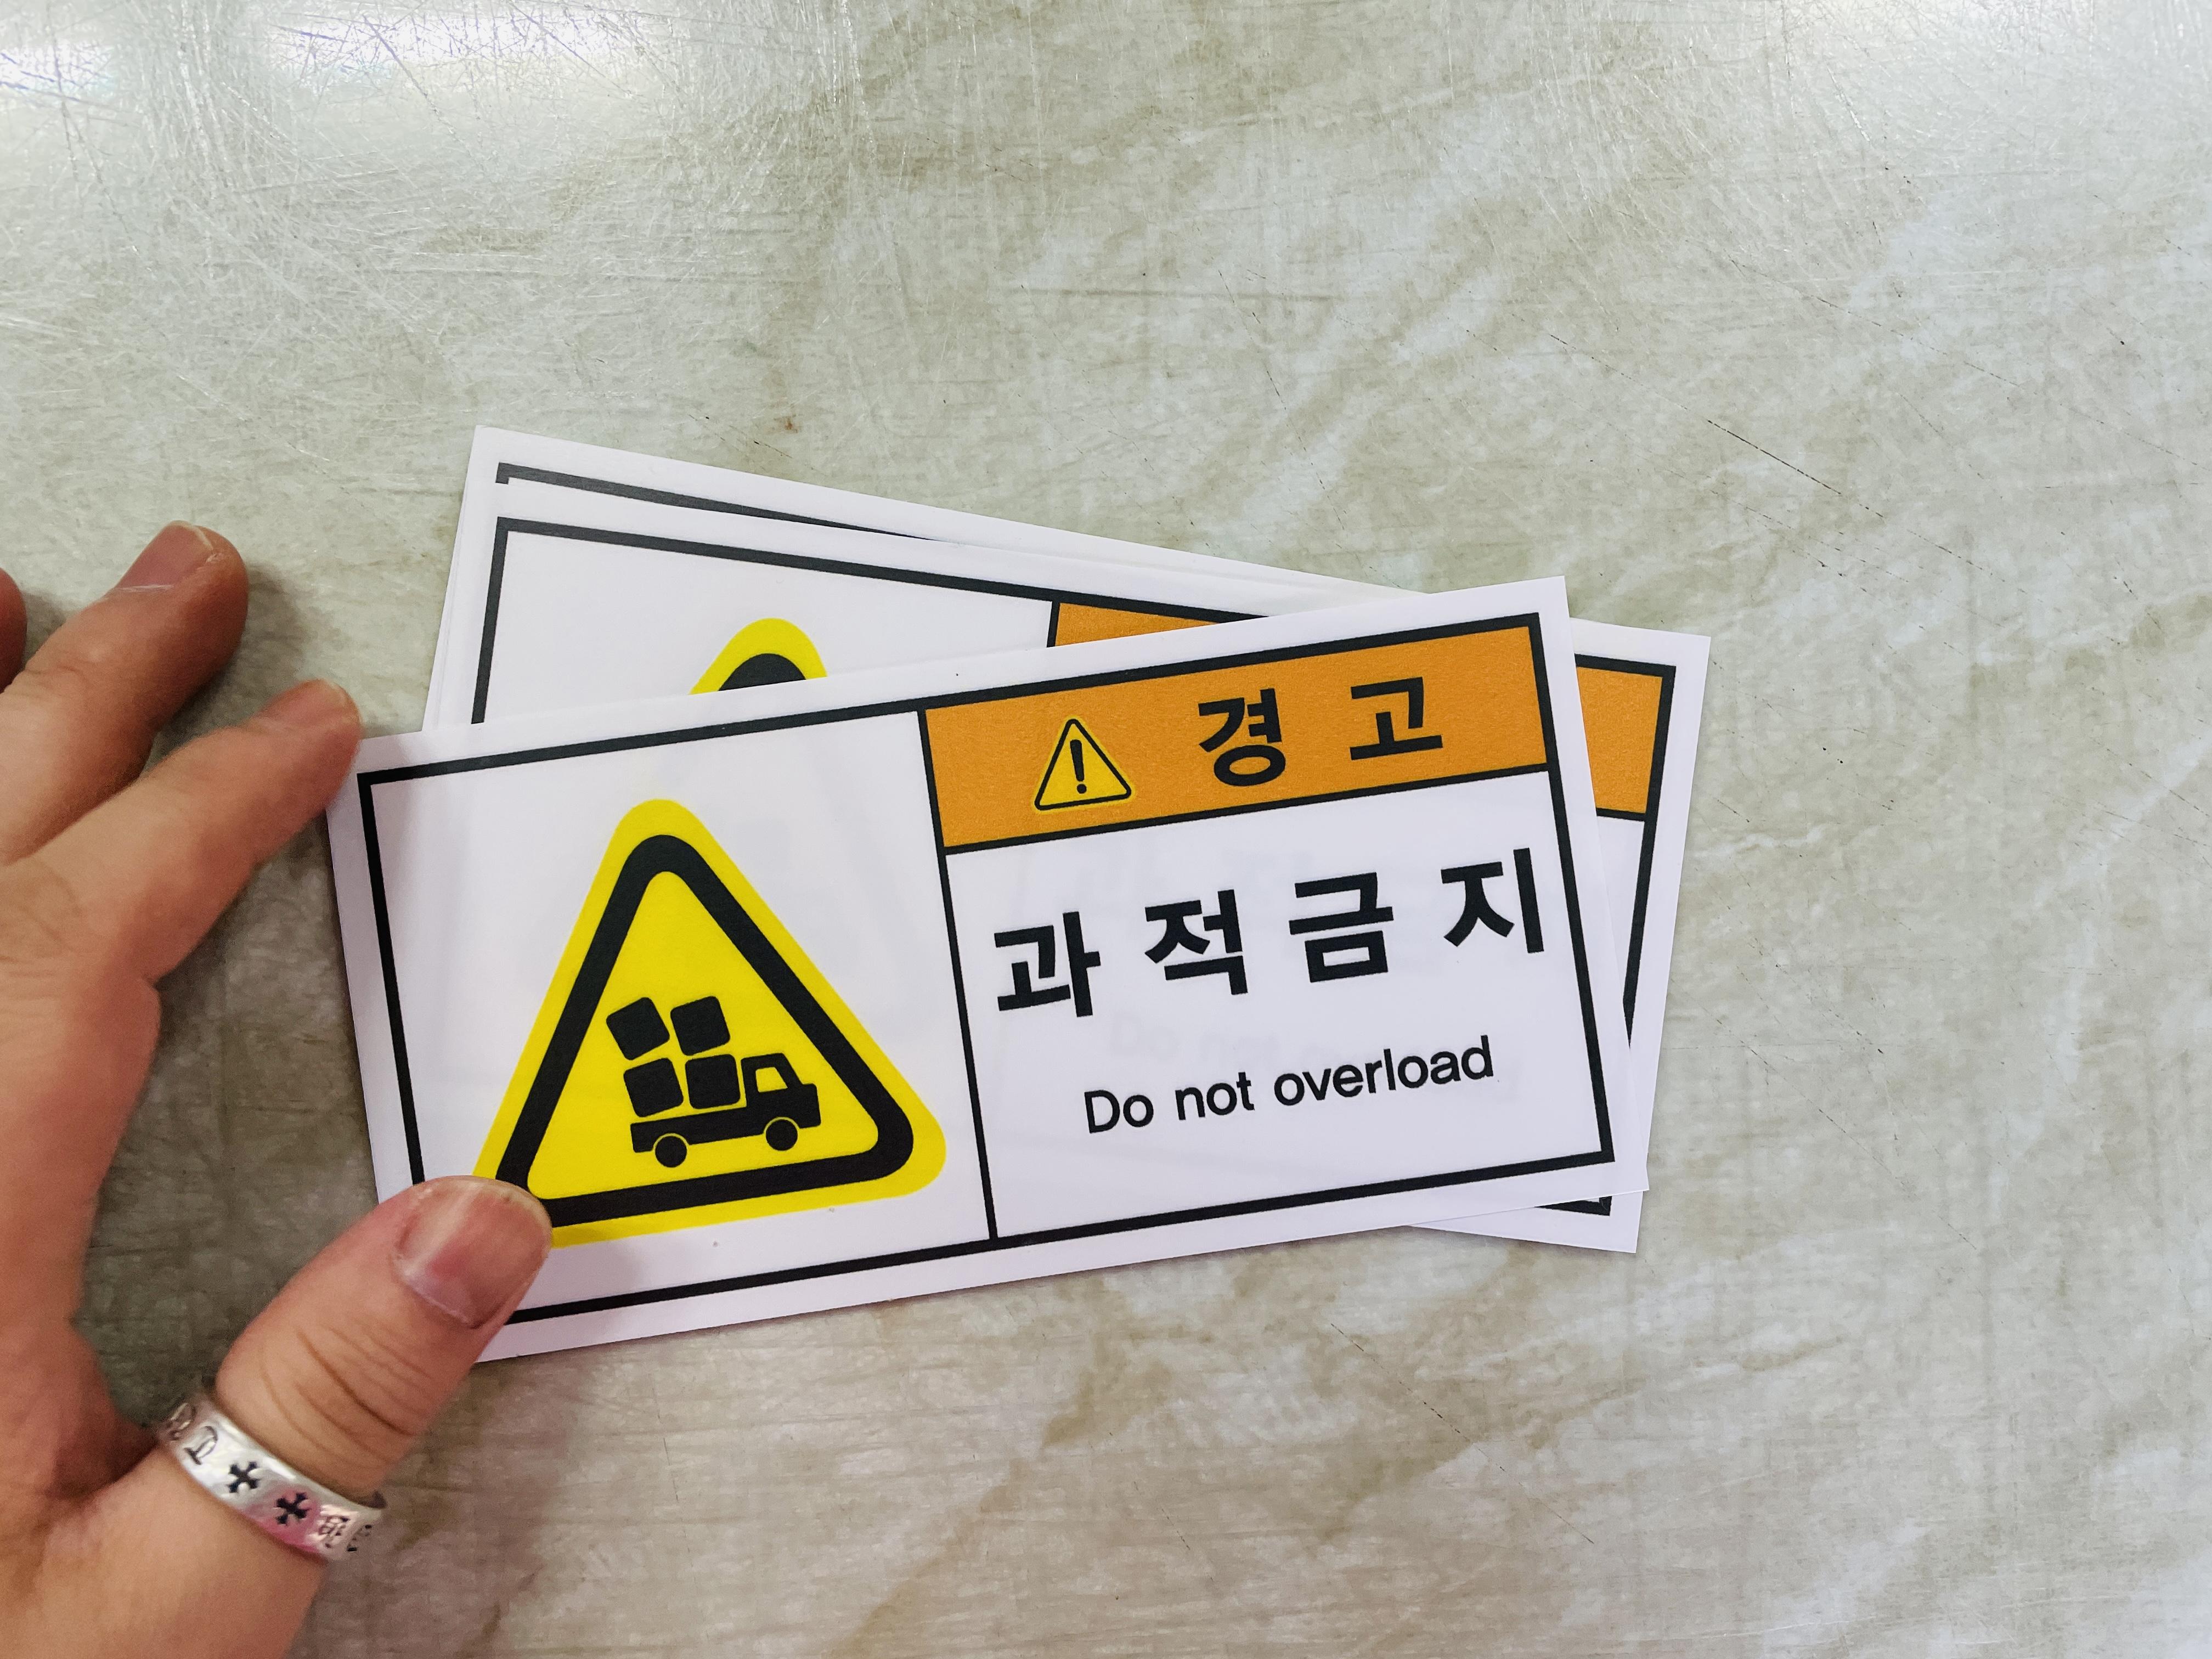 경 고
과 적 금 지
Do not overload